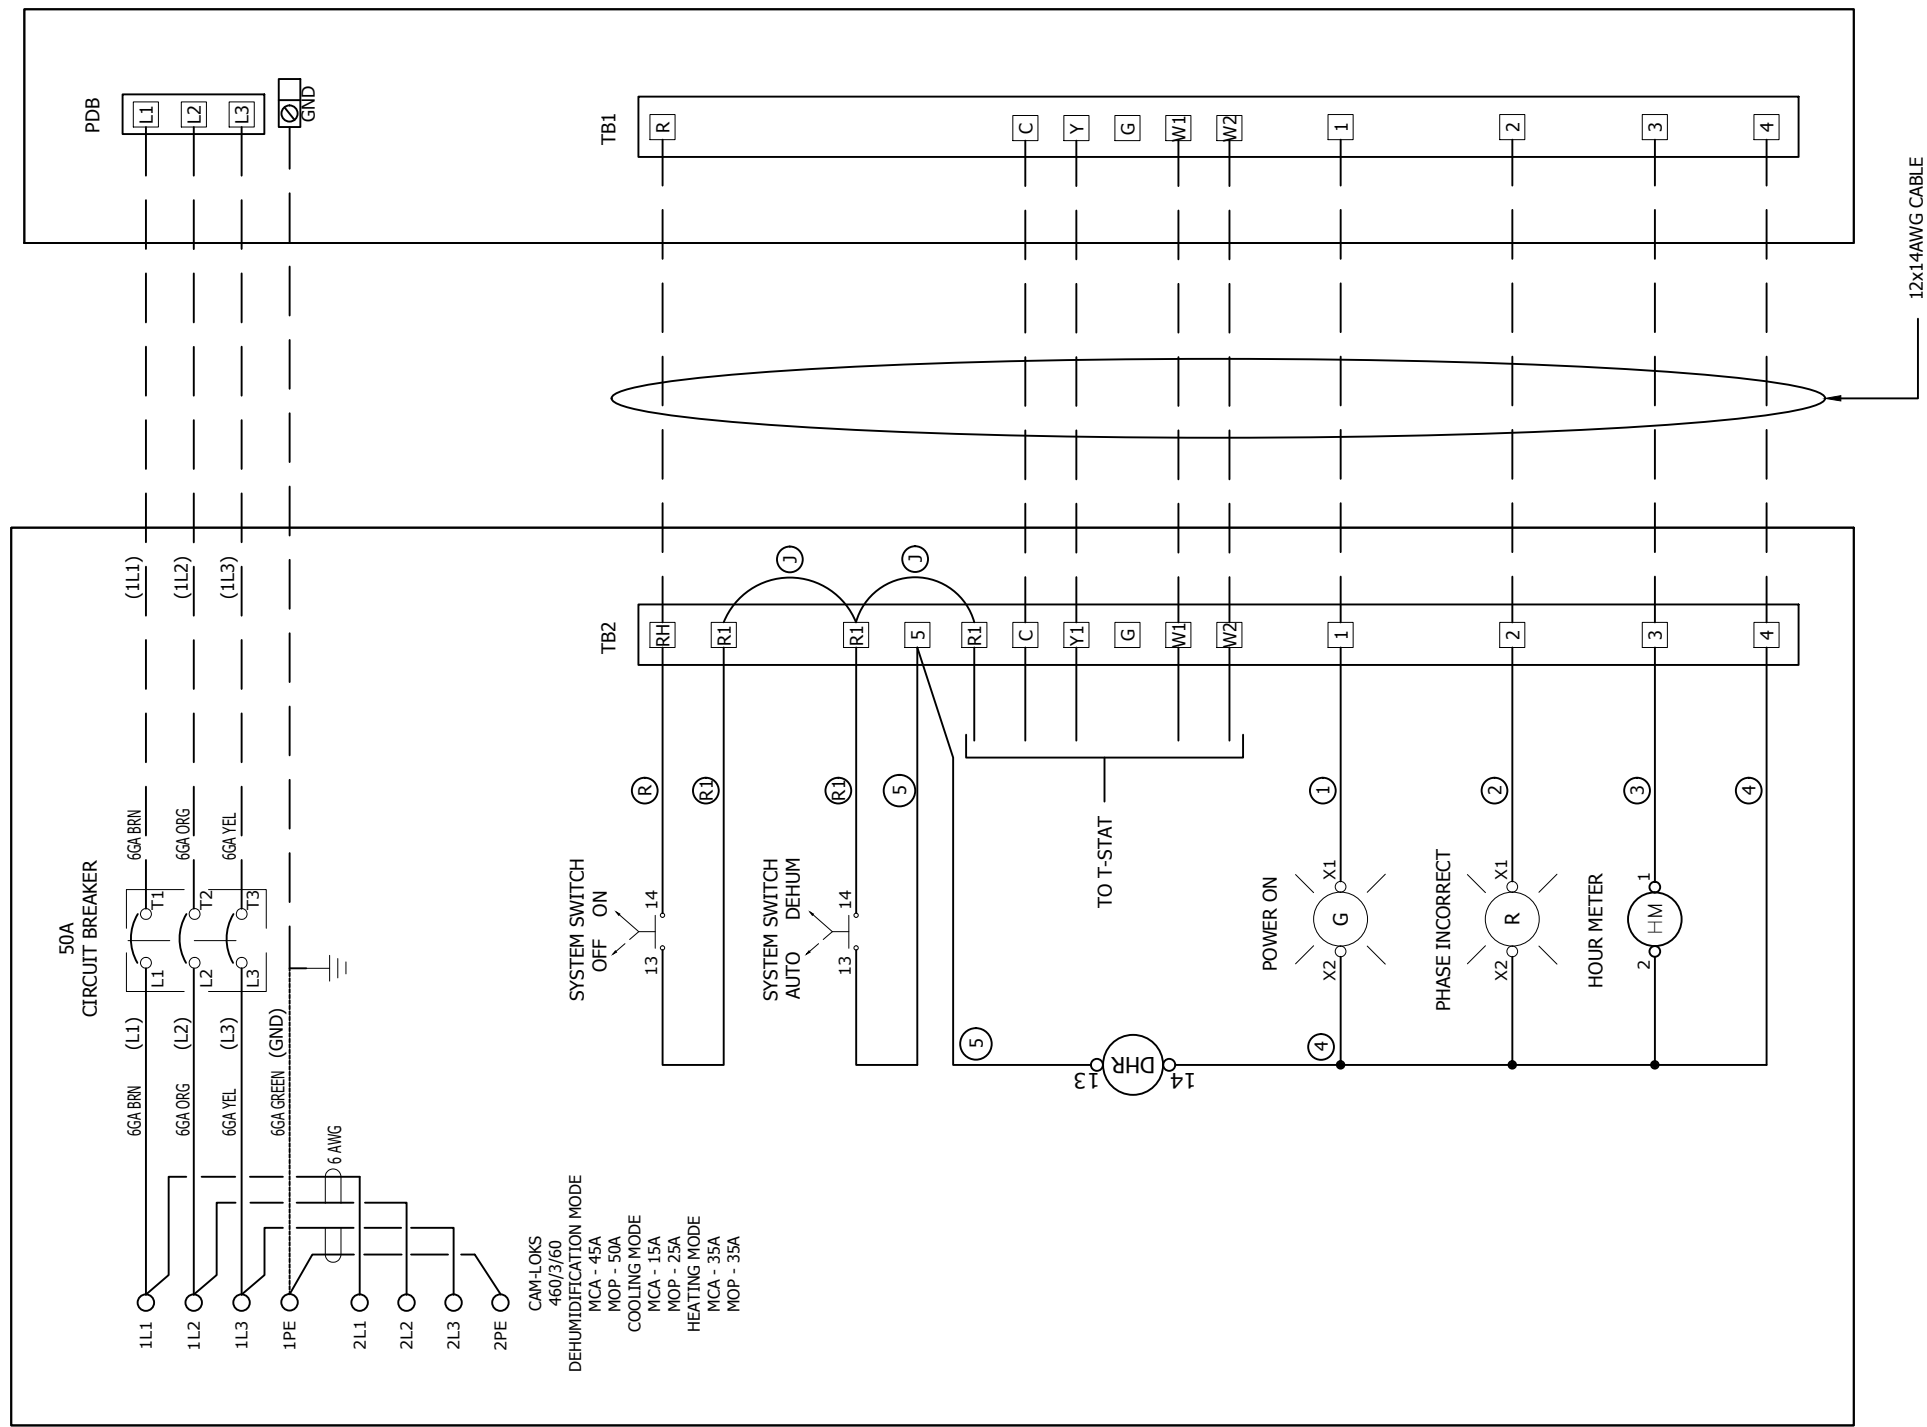 PDB
L1
L2
L3
GND
TB1
R
C
Y
G
W1
W2
1
2
3
4
12x14AWG CABLE
(1L1)
(1L2)
(1L3)
J
J
TB2
RH
R1
R1
5
R1
C
Y1
G
W1
W2
1
2
3
4
R
R1
R1
5
1
2
3
4
TO T-STAT
50A
CIRCUIT BREAKER
6GA BRN
6GA ORG
6GA YEL
T1
T2
T3
L1
L2
L3
SYSTEM SWITCH
OFF ON
13 14
SYSTEM SWITCH
AUTO DEHUM
13 14
POWER ON
X1
G
X2
PHASE INCORRECT
X1
R
X2
HOUR METER
1
HM
2
(L1)
(L2)
(L3)
(GND)
6GA BRN
6GA ORG
6GA YEL
6GA GREEN
5
13
DHR
14
4
6 AWG
1L1
1L2
1L3
1PE
2L1
2L2
2L3
2PE
CAM-LOKS
460/3/60
DEHUMIDIFICATION MODE
MCA - 45A
MOP - 50A
COOLING MODE
MCA - 15A
MOP - 25A
HEATING MODE
MCA - 35A
MOP - 35A